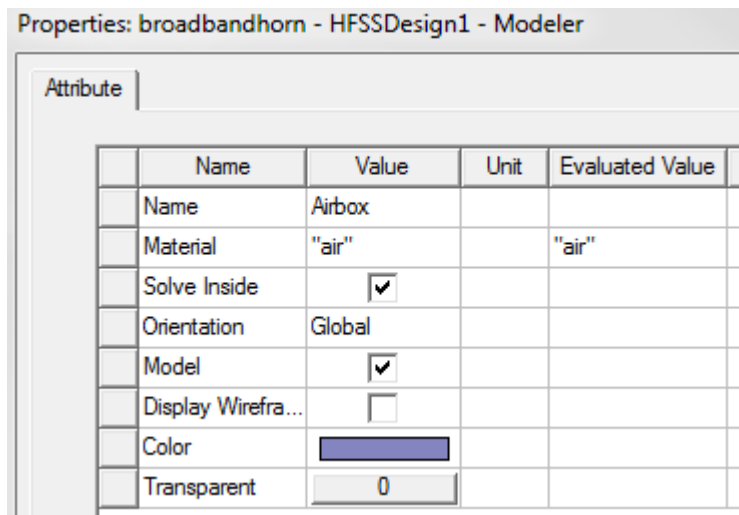 Properties: broadbandhorn - HFSSDesign1 - Modeler
Attribute
Name Value Unit Evaluated Value
Name Airbox
Material "air" "air"
Solve Inside
Orientation Global
Model
Display Wirefra...
Color
Transparent 0